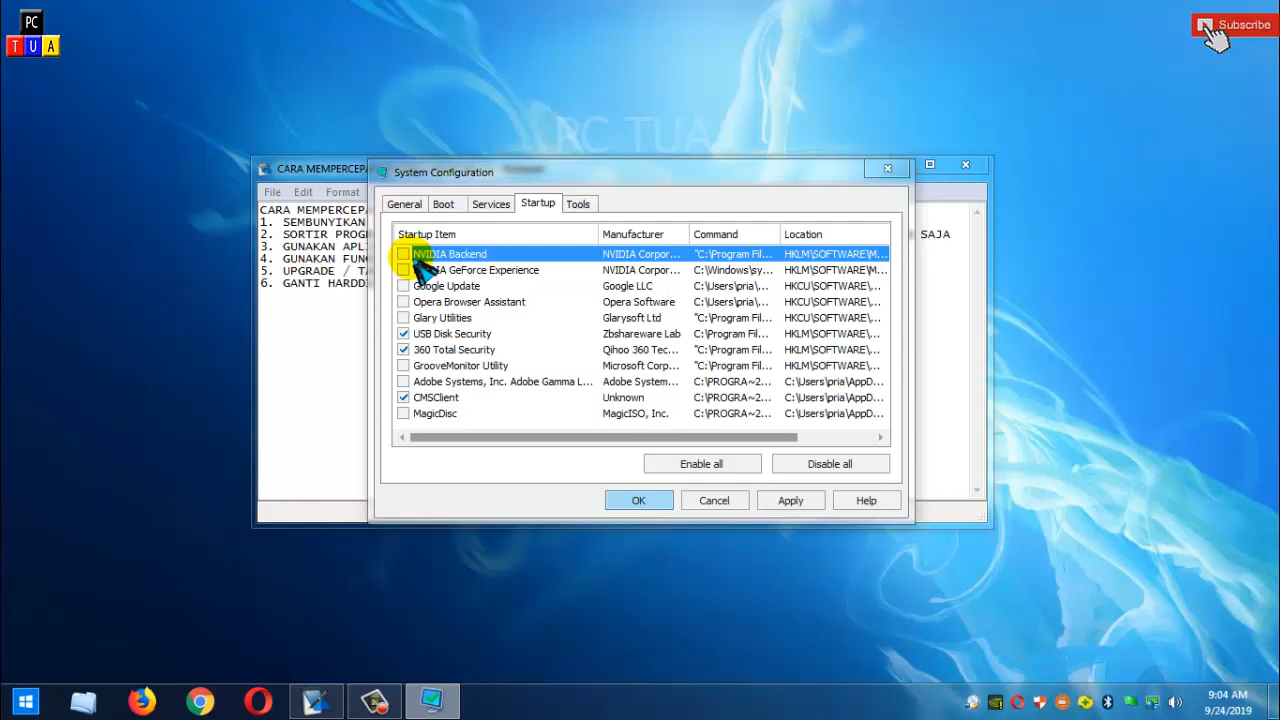 PC
TUA
Subscribe
PC TUA
CARA MEMPERCEPA
System Configuration
File Edit Format
General Boot Services Startup Tools
CARA MEMPERCEPA
1. SEMBUNYIKAN
2. SORTIR PROG
SAJA
3. GUNAKAN APLI
4. GUNAKAN FUN
5. UPGRADE / TA
6. GANTI HARDD
Startup Item Manufacturer Command Location
NVIDIA Backend NVIDIA Corpor... "C:\Program Fil... HKLM\SOFTWARE\M...
GeForce Experience NVIDIA Corpor... C:\Windows\sy... HKLM\SOFTWARE\M...
Google Update Google LLC C:\Users\pria\... HKCU\SOFTWARE\...
Opera Browser Assistant Opera Software C:\Users\pria\... HKCU\SOFTWARE\...
Glary Utilities Glarysoft Ltd "C:\Program Fil... HKCU\SOFTWARE\...
USB Disk Security Zbshareware Lab C:\Program Fil... HKLM\SOFTWARE\...
360 Total Security Qihoo 360 Tec... "C:\Program Fil... HKLM\SOFTWARE\...
GrooveMonitor Utility Microsoft Corp... "C:\Program Fil... HKLM\SOFTWARE\...
Adobe Systems, Inc. Adobe Gamma L... Adobe System... C:\PROGRA~2... C:\Users\pria\AppD...
CMSClient Unknown C:\PROGRA~2... C:\Users\pria\AppD...
MagicDisc MagicISO, Inc. C:\PROGRA~2... C:\Users\pria\AppD...
Enable all Disable all
OK Cancel Apply Help
9:04 AM
9/24/2019